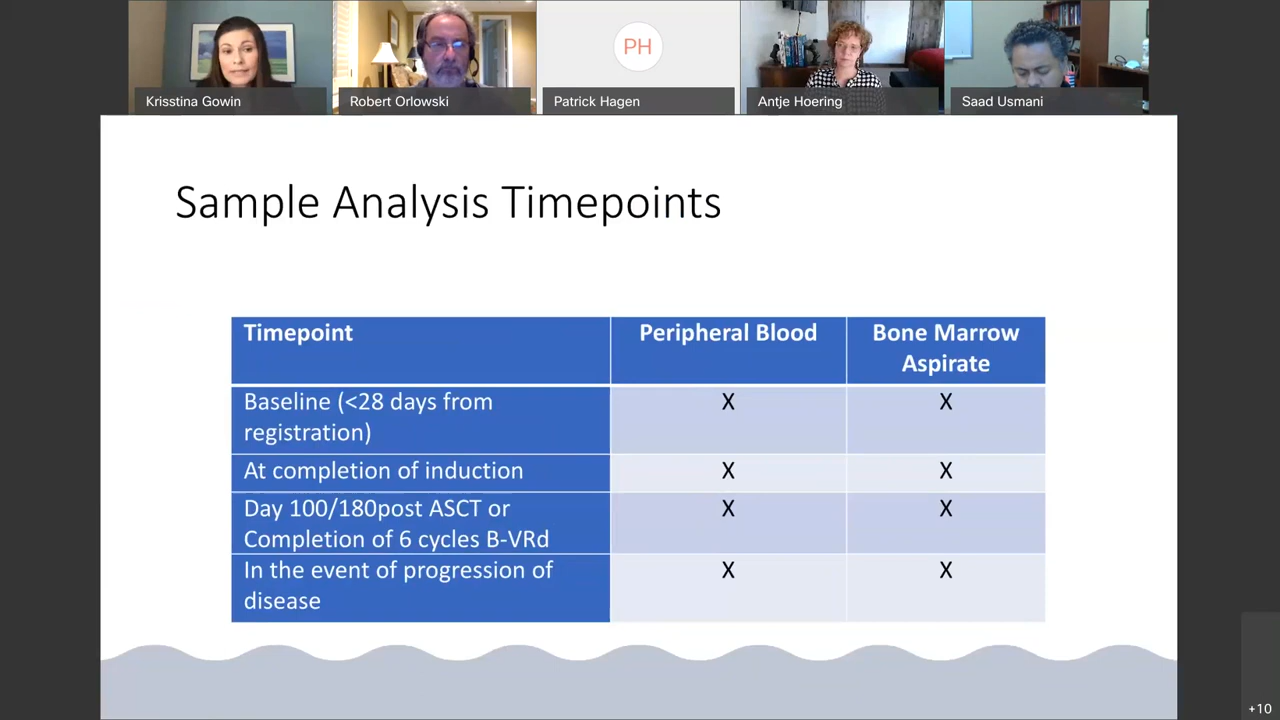 Krisstina Gowin
Robert Orlowski
PH
Patrick Hagen
Antje Hoering
Saad Usmani
Sample Analysis Timepoints
Timepoint
Peripheral Blood
Bone Marrow
Aspirate
Baseline (<28 days from
registration)
X
X
At completion of induction
X
X
Day 100/180post ASCT or
Completion of 6 cycles B-VRd
X
X
In the event of progression of
disease
X
X
+10